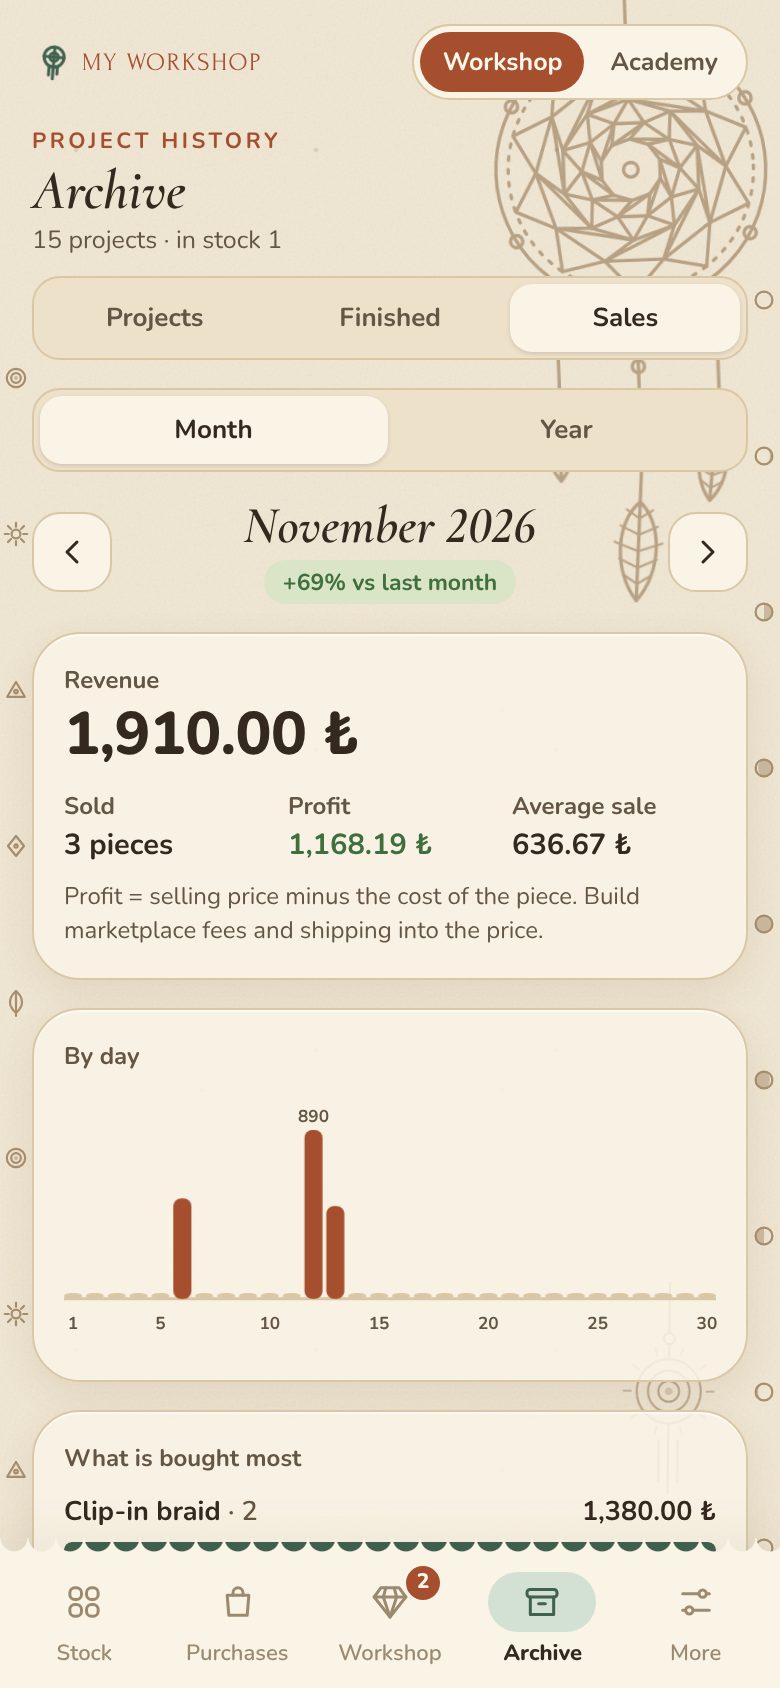 MY WORKSHOP
Workshop Academy
PROJECT HISTORY
Archive
15 projects · in stock 1
Projects Finished Sales
Month Year
November 2026
+69% vs last month
Revenue
1,910.00 ₺
Sold Profit Average sale
3 pieces 1,168.19 ₺ 636.67 ₺
Profit = selling price minus the cost of the piece. Build
marketplace fees and shipping into the price.
By day
890
1 5 10 15 20 25 30
What is bought most
Clip-in braid · 2 1,380.00 ₺
2
Stock Purchases Workshop Archive More